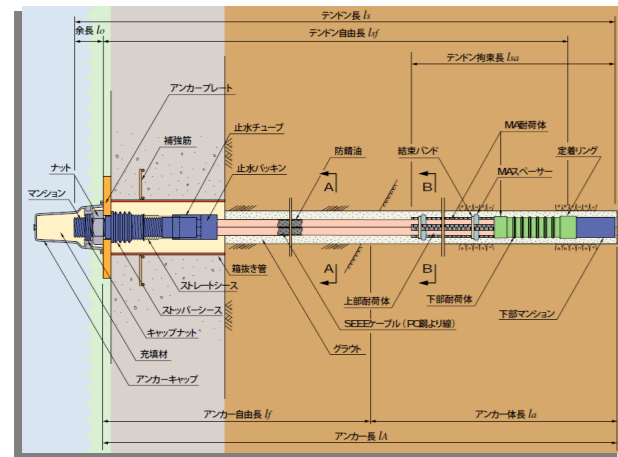 テンドン長 ls
余長 lo
テンドン自由長 lsf
テンドン拘束長 lsa
アンカープレート
補強筋
止水チューブ
防錆油
結束バンド
MA耐荷体
定着リング
ナット
止水パッキン
MAスペーサー
マンション
A
B
A
B
箱抜き管
ストレートシース
上部耐荷体
下部耐荷体
ストッパーシース
SEEEケーブル(PC鋼より線)
下部マンション
キャップナット
グラウト
充填材
アンカーキャップ
アンカー自由長 lf
アンカー体長 la
アンカー長 lA